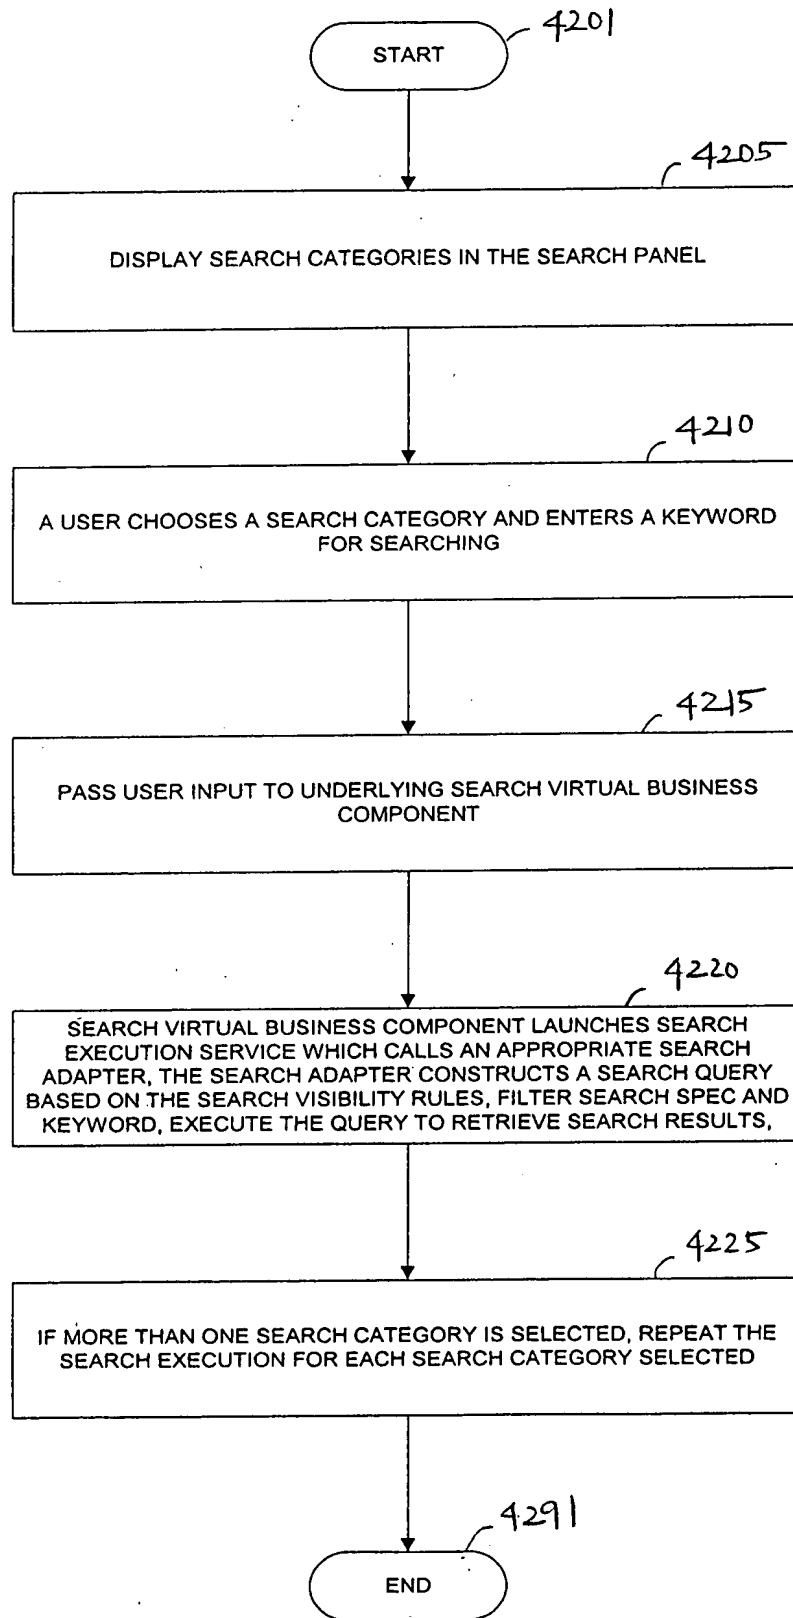 4201
START
4205
DISPLAY SEARCH CATEGORIES IN THE SEARCH PANEL
4210
A USER CHOOSES A SEARCH CATEGORY AND ENTERS A KEYWORD
FOR SEARCHING
4215
PASS USER INPUT TO UNDERLYING SEARCH VIRTUAL BUSINESS
COMPONENT
4220
SEARCH VIRTUAL BUSINESS COMPONENT LAUNCHES SEARCH
EXECUTION SERVICE WHICH CALLS AN APPROPRIATE SEARCH
ADAPTER, THE SEARCH ADAPTER CONSTRUCTS A SEARCH QUERY
BASED ON THE SEARCH VISIBILITY RULES, FILTER SEARCH SPEC AND
KEYWORD, EXECUTE THE QUERY TO RETRIEVE SEARCH RESULTS,
4225
IF MORE THAN ONE SEARCH CATEGORY IS SELECTED, REPEAT THE
SEARCH EXECUTION FOR EACH SEARCH CATEGORY SELECTED
4291
END